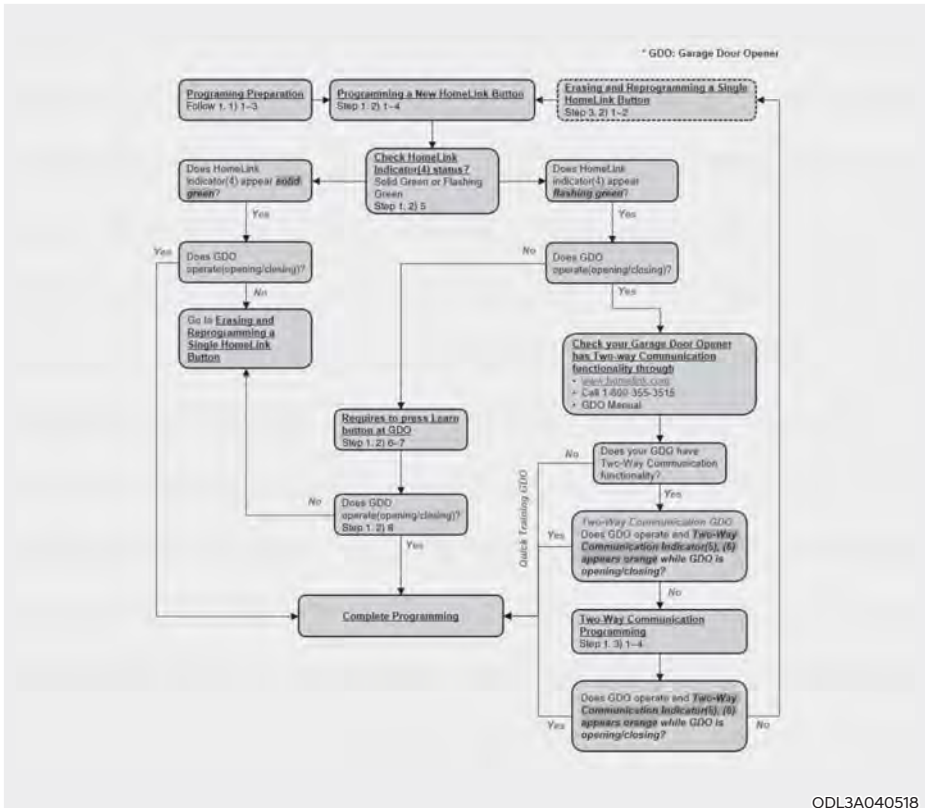 * GDO: Garage Door Opener
Programing Preparation
Follow 1. 1) 1~3
Programming a New HomeLink Button
Step 1. 2) 1~4
Erasing and Reprogramming a Single
HomeLink Button
Step 3. 2) 1~2
Check HomeLink
Indicator(4) status?
Solid Green or Flashing
Green
Step 1. 2) 5
Does HomeLink
indicator(4) appear solid
green?
Does HomeLink
indicator(4) appear
flashing green?
Yes
Yes
Yes
Does GDO
operate(opening/closing)?
No
Does GDO
operate(opening/closing)?
No
Yes
Go to Erasing and
Reprogramming a
Single HomeLink
Button
Check your Garage Door Opener
has Two-way Communication
functionality through
• www.homelink.com
• Call 1-800-355-3515
• GDO Manual
Requires to press Learn
button at GDO
Step 1. 2) 6~7
No
Does your GDO have
Two-Way Communication
functionality?
Quick Training GDO
Yes
No
Does GDO
operate(opening/closing)?
Step 1. 2) 8
Yes
Yes
Two-Way Communication GDO
Does GDO operate and Two-Way
Communication Indicator(5), (6)
appears orange while GDO is
opening/closing?
No
Complete Programming
Two-Way Communication
Programming
Step 1. 3) 1~4
Yes
Does GDO operate and Two-Way
Communication Indicator(5), (6)
appears orange while GDO is
opening/closing?
No
ODL3A040518